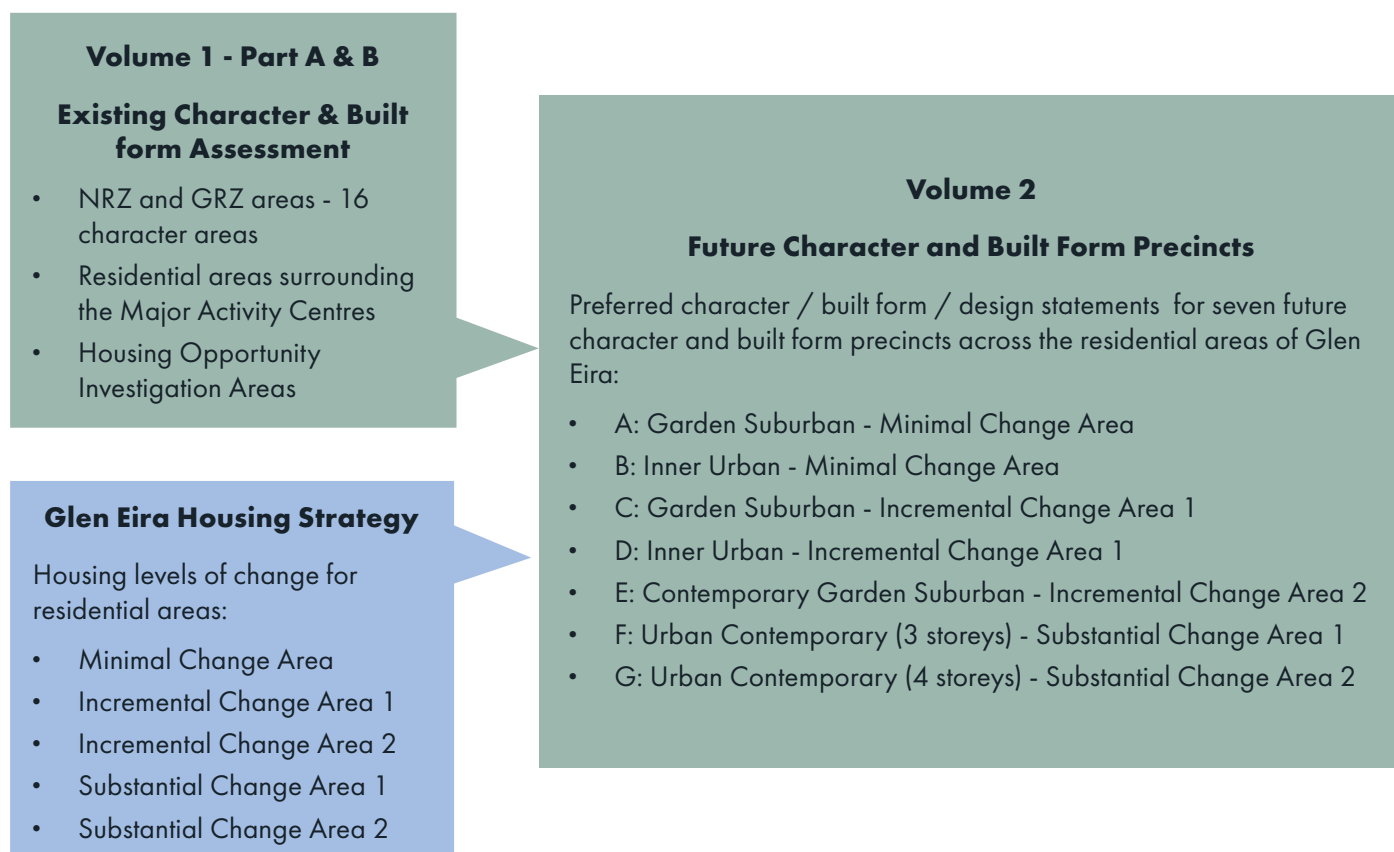 Volume 1 - Part A & B
Existing Character & Built
form Assessment
• NRZ and GRZ areas - 16
character areas
• Residential areas surrounding
the Major Activity Centres
• Housing Opportunity
Investigation Areas
Glen Eira Housing Strategy
Housing levels of change for
residential areas:
• Minimal Change Area
• Incremental Change Area 1
• Incremental Change Area 2
• Substantial Change Area 1
• Substantial Change Area 2
Volume 2
Future Character and Built Form Precincts
Preferred character / built form / design statements for seven future
character and built form precincts across the residential areas of Glen
Eira:
• A: Garden Suburban - Minimal Change Area
• B: Inner Urban - Minimal Change Area
• C: Garden Suburban - Incremental Change Area 1
• D: Inner Urban - Incremental Change Area 1
• E: Contemporary Garden Suburban - Incremental Change Area 2
• F: Urban Contemporary (3 storeys) - Substantial Change Area 1
• G: Urban Contemporary (4 storeys) - Substantial Change Area 2